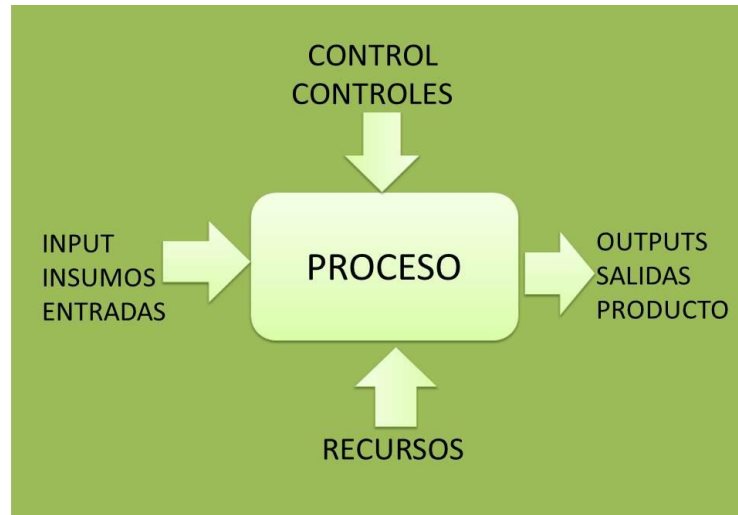 CONTROL
CONTROLES
INPUT
INSUMOS
ENTRADAS
PROCESO
OUTPUTS
SALIDAS
PRODUCTO
RECURSOS